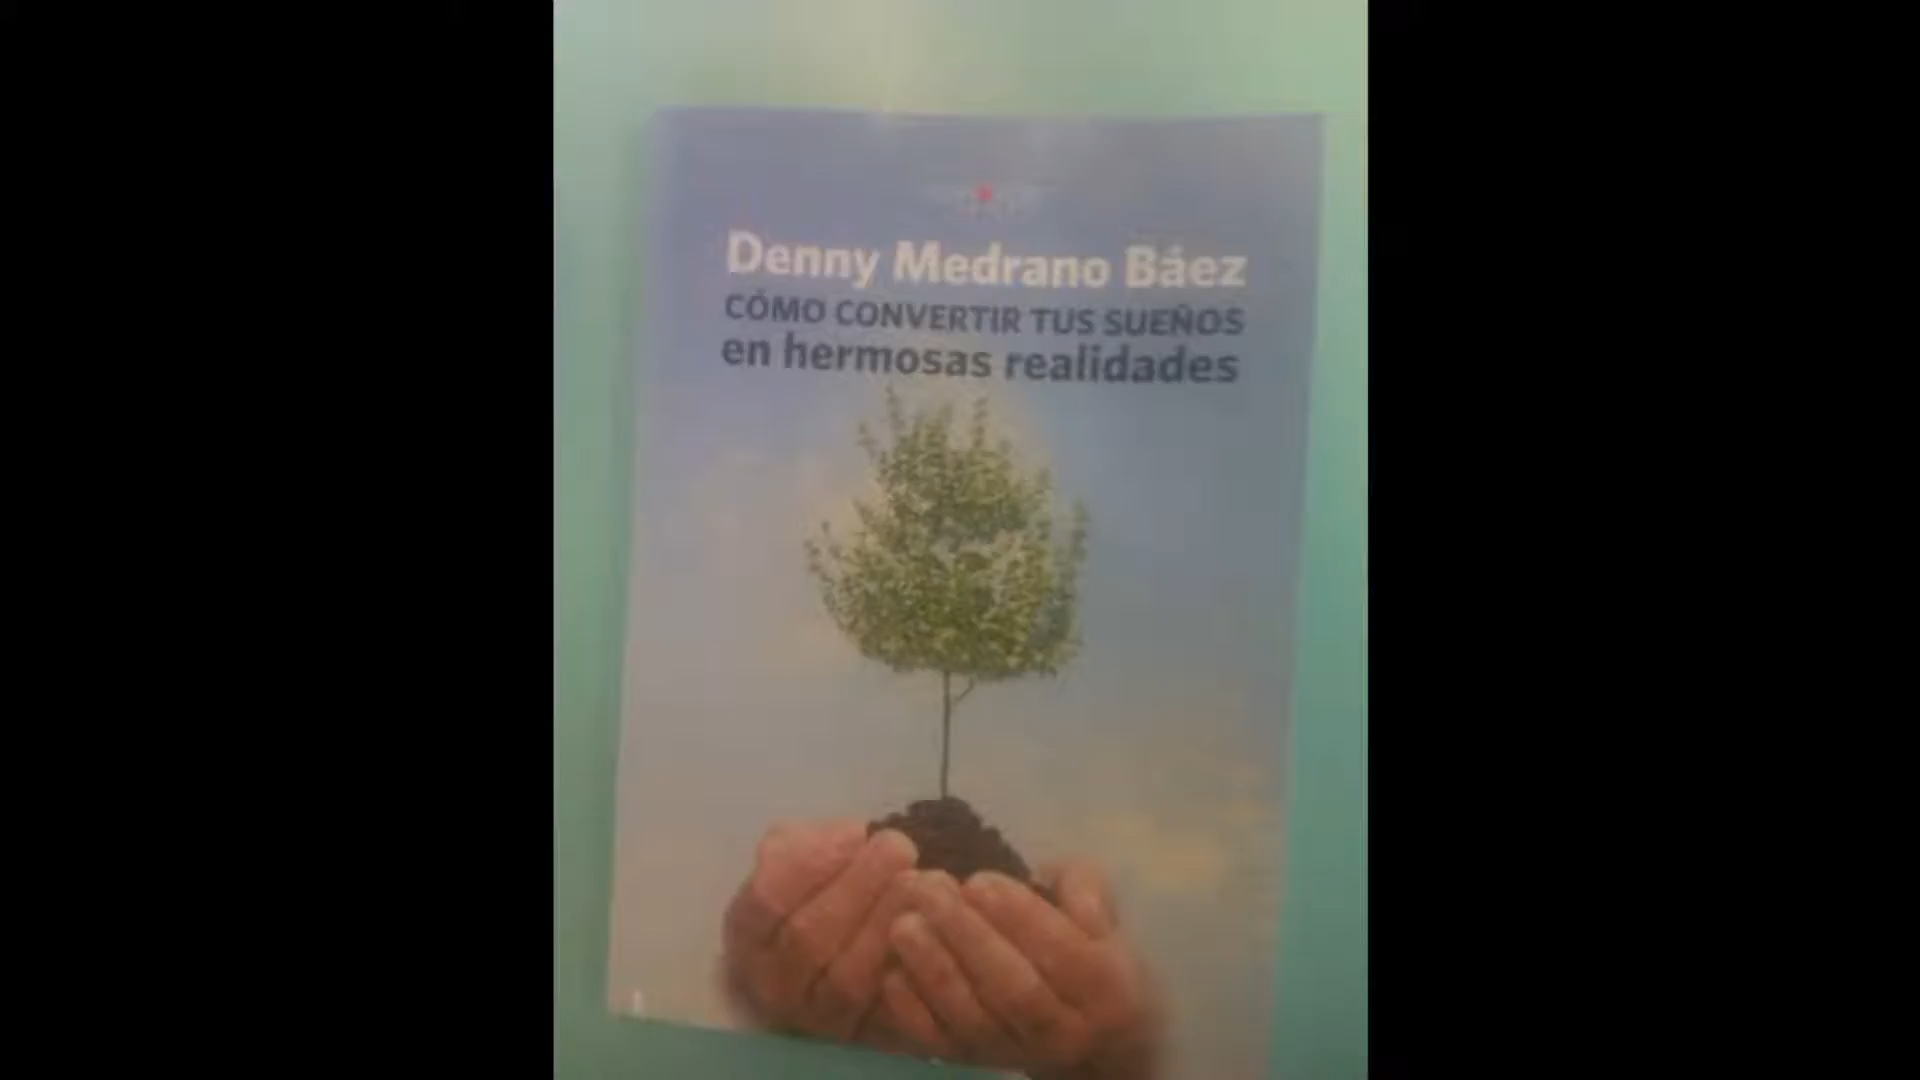 Denny Medrano Báez
CÓMO CONVERTIR TUS SUEÑOS
en hermosas realidades